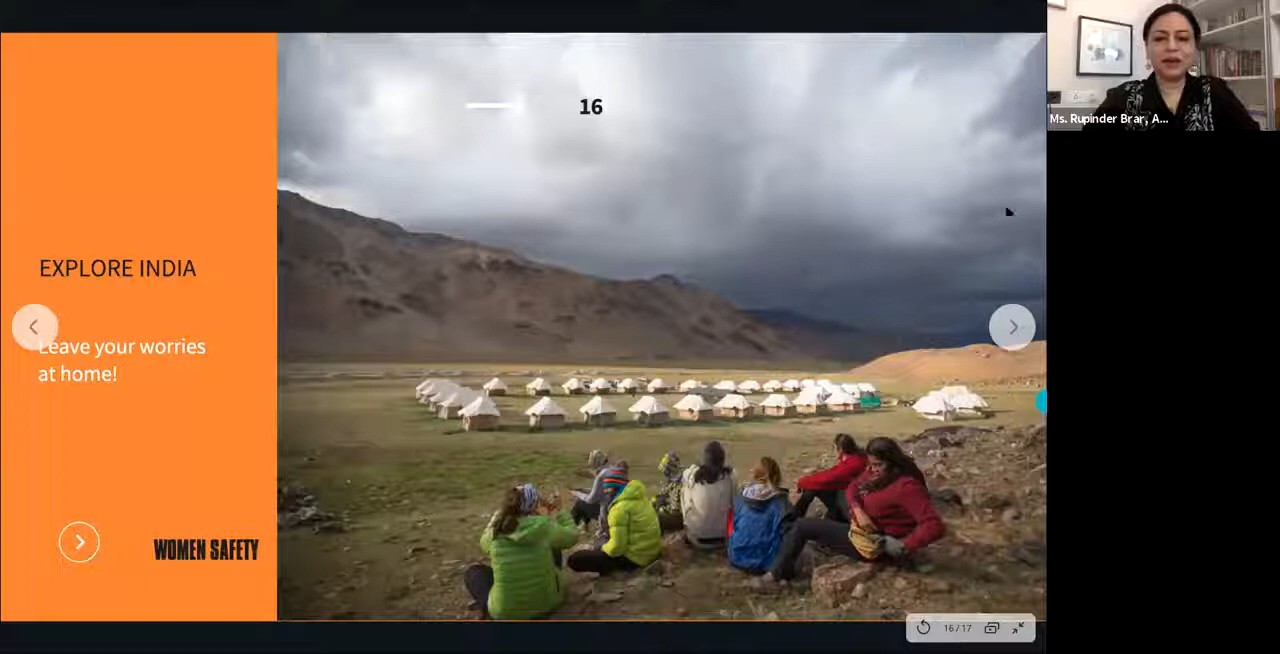 16
EXPLORE INDIA
Leave your worries
at home!
WOMEN SAFETY
16/17
Ms. Rupinder Brar, A...